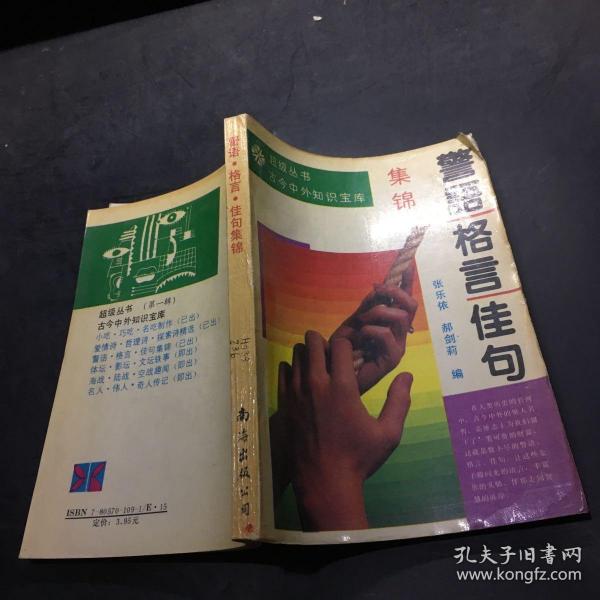 超级丛书
古今中外知识宝库
集锦
警语 格言 佳句
张乐依 郝剑莉 编
警语·格言·佳句集锦
南海出版公司
超级丛书（第一辑）
古今中外知识宝库
小吃·巧吃·名吃制作（已出）
爱情诗·哲理诗·探索诗精选（已出）
警语·格言·佳句集锦（已出）
体坛·影坛·文坛轶事（即出）
海战·陆战·空战趣闻（即出）
名人·伟人·奇人传记（即出）
ISBN 7-80570-109-1/E·15
定价：3.95元
孔夫子旧书网
www.kongfz.com